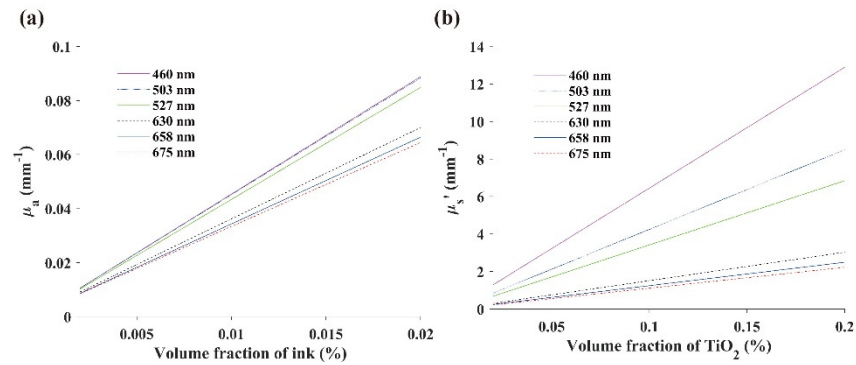 (a)
0.1
0.08
0.06
0.04
0.02
0
μa (mm⁻¹)
460 nm
503 nm
527 nm
630 nm
658 nm
675 nm
0.005
0.01
0.015
0.02
Volume fraction of ink (%)
(b)
14
12
10
8
6
4
2
0
μs' (mm⁻¹)
460 nm
503 nm
527 nm
630 nm
658 nm
675 nm
0.05
0.1
0.15
0.2
Volume fraction of TiO₂ (%)